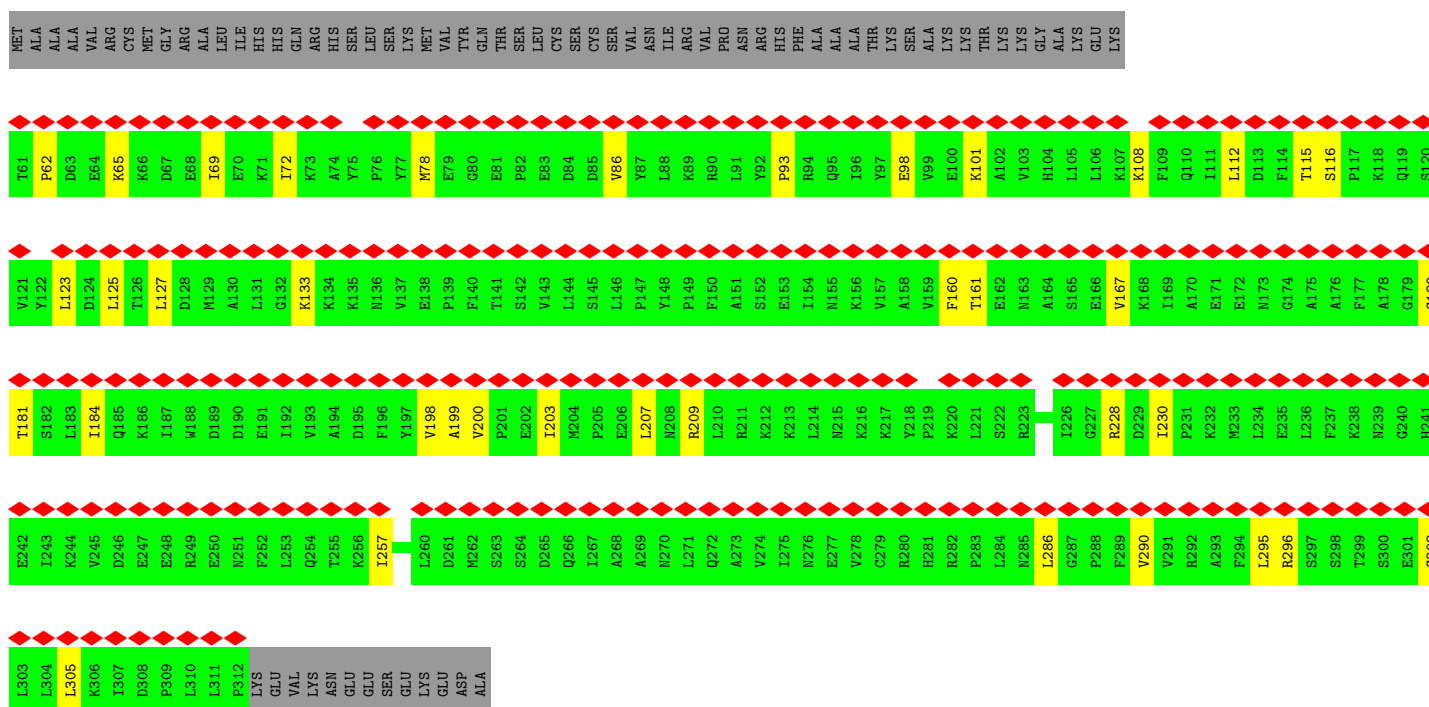 MET ALA ALA ALA VAL ARG CYS MET GLY ARG ALA LEU ILE HIS HIS GLN ARG HIS SER LEU SER LYS MET VAL TYR GLN THR SER LEU CYS SER CYS SER VAL ASN ILE ARG VAL PRO ASN ARG HIS PHE ALA ALA ALA THR LYS SER ALA LYS LYS THR LYS LYS GLY ALA LYS GLU LYS
T61 P62 D63 E64 K65 K66 D67 E68 I69 E70 K71 I72 K73 A74 Y75 P76 Y77 M78 E79 G80 E81 P82 E83 D84 D85 V86 Y87 L88 K89 R90 L91 Y92 P93 R94 Q95 I96 Y97 E98 V99 E100 K101 A102 V103 H104 L105 L106 K107 K108 F109 Q110 I111 L112 D113 F114 T115 S116 P117 K118 Q119 S120
V121 Y122 L123 D124 L125 T126 L127 D128 M129 A130 L131 G132 K133 K134 K135 N136 V137 E138 P139 F140 T141 S142 V143 L144 S145 L146 P147 Y148 P149 F150 A151 S152 E153 I154 N155 K156 V157 A158 V159 F160 T161 E162 N163 A164 S165 E166 V167 K168 I169 A170 E171 E172 N173 G174 A175 A176 F177 A178 G179
T181 S182 L183 I184 Q185 K186 I187 W188 D189 D190 E191 I192 V193 A194 D195 F196 Y197 V198 A199 V200 P201 E202 I203 M204 P205 E206 L207 N208 R209 L210 R211 K212 K213 L214 N215 K216 K217 Y218 P219 K220 L221 S222 R223 I226 G227 R228 D229 I230 P231 K232 M233 L234 E235 L236 F237 K238 N239 G240 H241
E242 I243 K244 V245 D246 E247 E248 R249 E250 N251 F252 L253 Q254 T255 K256 I257 L260 D261 M262 S263 S264 D265 Q266 I267 A268 A269 N270 L271 Q272 A273 V274 I275 N276 E277 V278 C279 R280 H281 R282 P283 L284 N285 L286 G287 P288 F289 V290 V291 R292 A293 F294 L295 R296 S297 S298 T299 S300 E301
L303 L304 L305 K306 I307 D308 P309 L310 L311 P312 LYS GLU VAL LYS ASN GLU GLU SER GLU LYS GLU ASP ALA